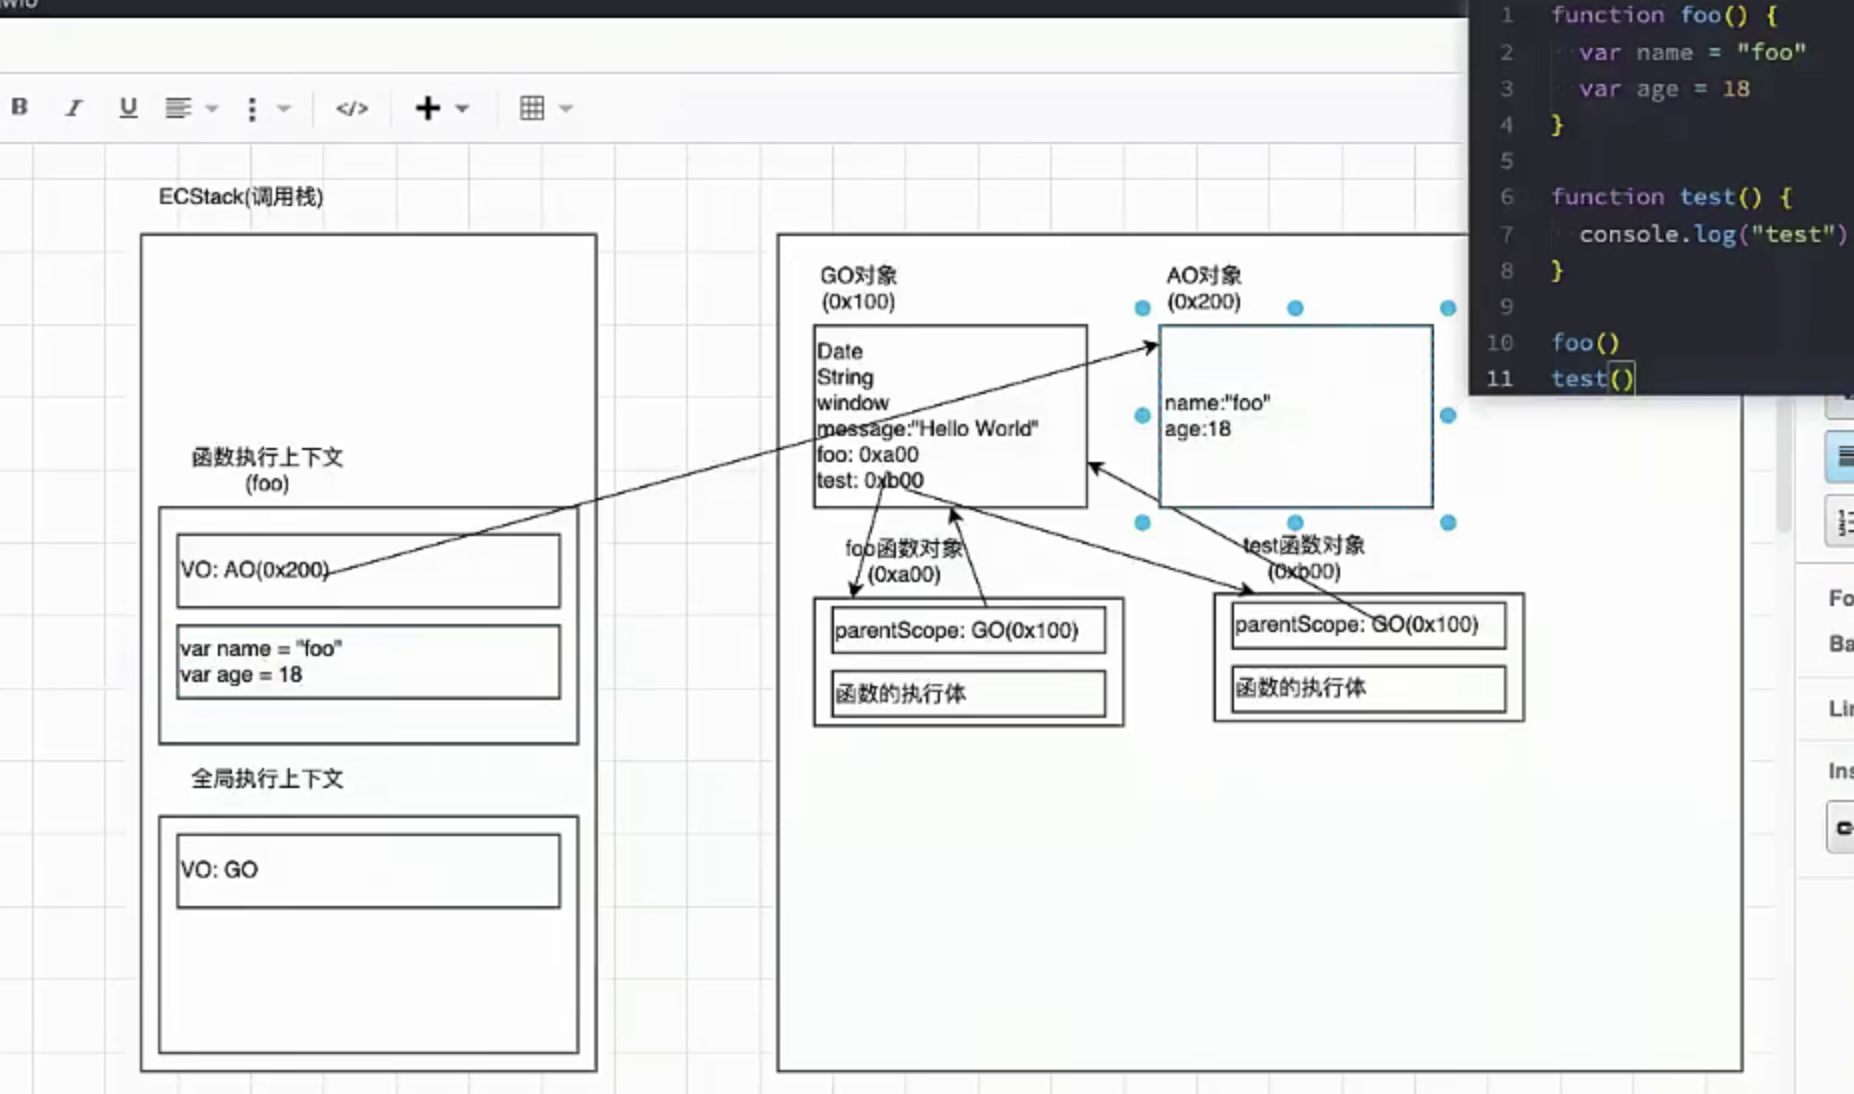 B I U </>
ECStack(调用栈)
函数执行上下文
(foo)
VO: AO(0x200)
var name = "foo"
var age = 18
全局执行上下文
VO: GO
GO对象
(0x100)
Date
String
window
message:"Hello World"
foo: 0xa00
test: 0xb00
AO对象
(0x200)
name:"foo"
age:18
foo函数对象
(0xa00)
parentScope: GO(0x100)
函数的执行体
test函数对象
(0xb00)
parentScope: GO(0x100)
函数的执行体
1 function foo() {
2 var name = "foo"
3 var age = 18
4 }
5
6 function test() {
7 console.log("test")
8 }
9
10 foo()
11 test()
Fo
Ba
Lin
Ins